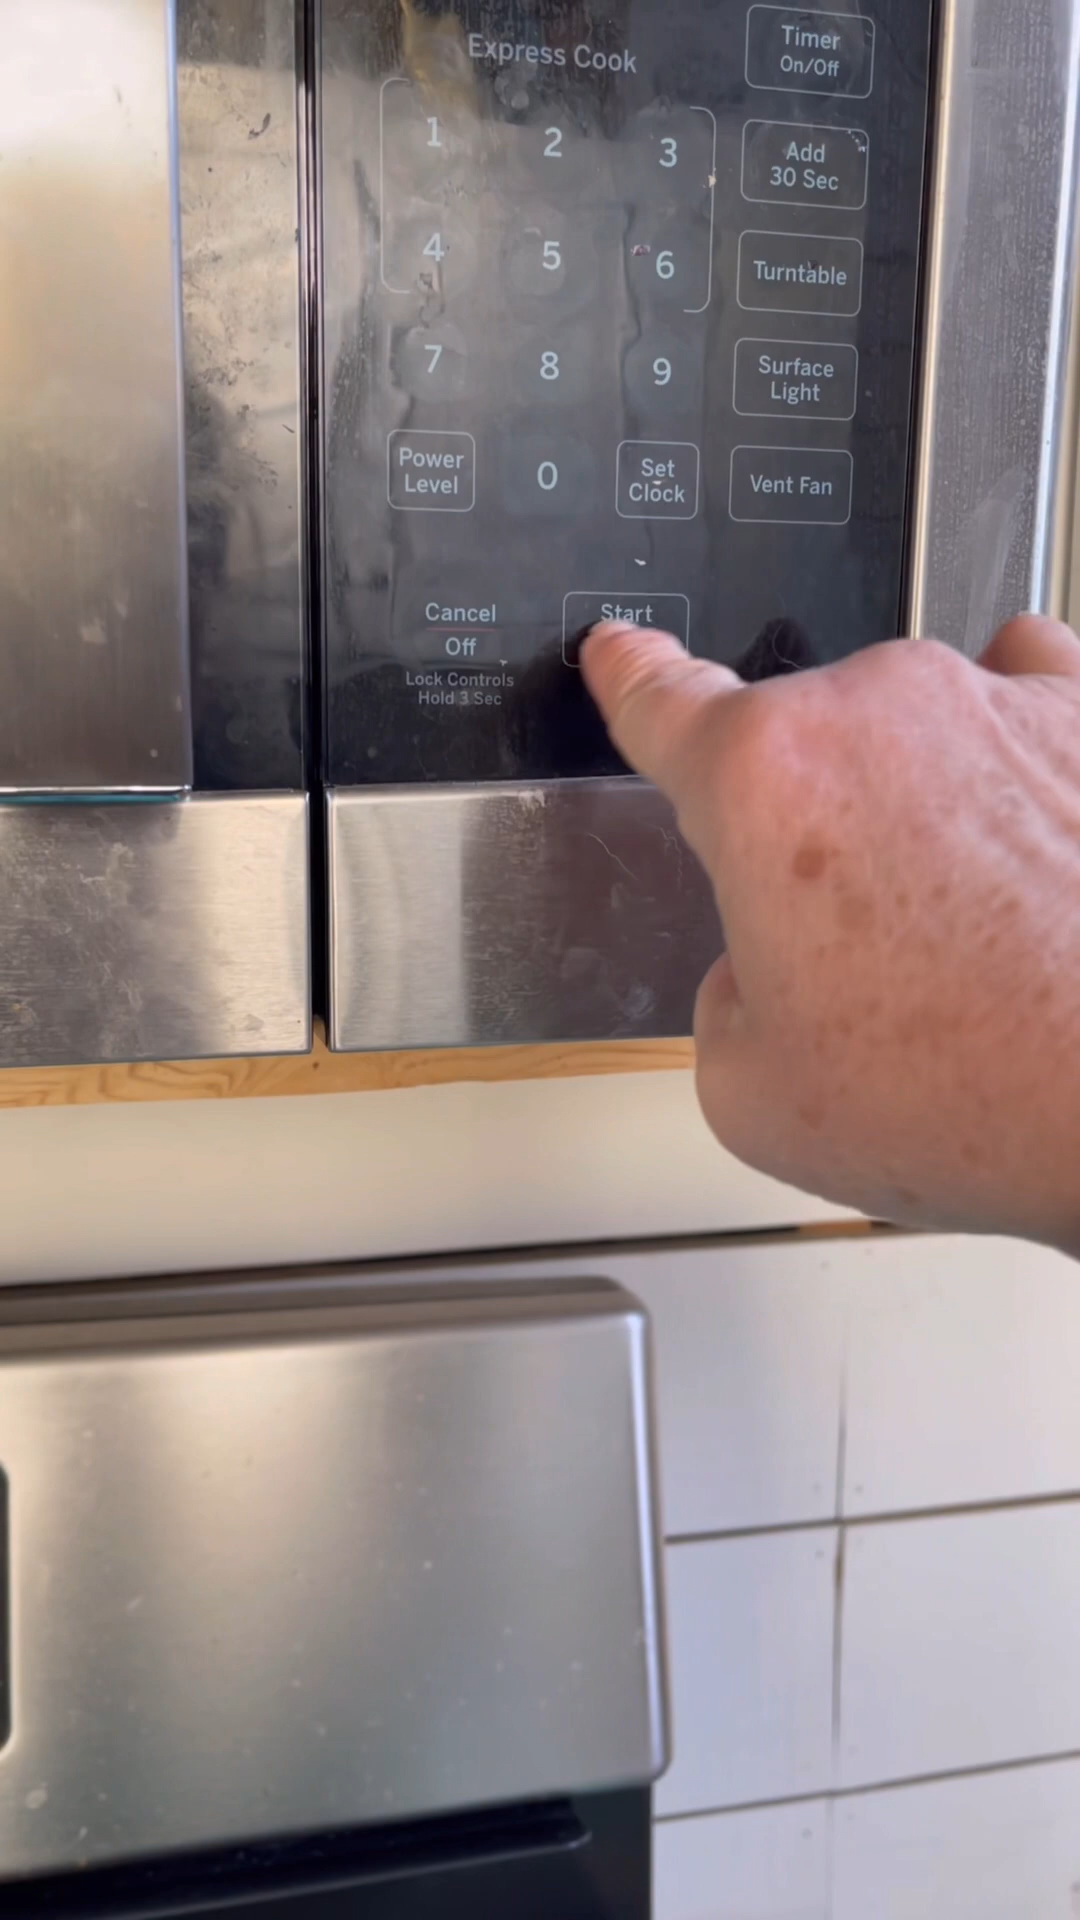 Express Cook
Timer
On/Off
1 2 3
Add
30 Sec
4 5 6
Turntable
7 8 9
Surface
Light
Power
Level
0
Set
Clock
Vent Fan
Cancel
Off
Lock Controls
Hold 3 Sec
Start